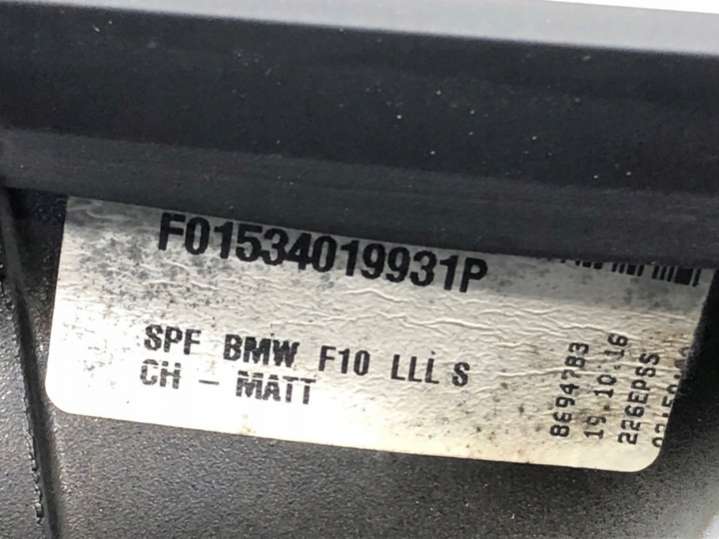 F01534019931P
SPF BMW F10 LLL S
CH - MATT
8694783
19.10.16
226EPSS